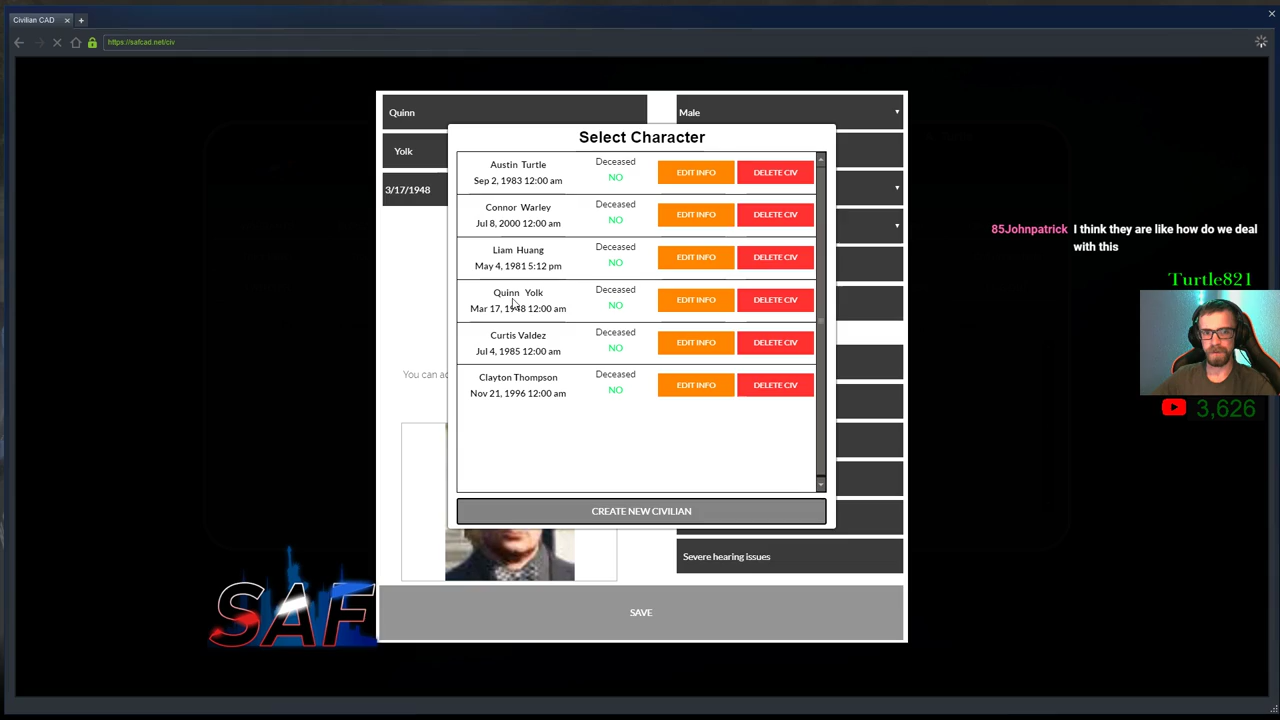 Civilian CAD
https://safcad.net/civ
Quinn
Male
Yolk
3/17/1948
Select Character
Austin Turtle
Sep 2, 1983 12:00 am
Deceased
NO
EDIT INFO
DELETE CIV
Connor Warley
Jul 8, 2000 12:00 am
Deceased
NO
EDIT INFO
DELETE CIV
Liam Huang
May 4, 1981 5:12 pm
Deceased
NO
EDIT INFO
DELETE CIV
Quinn Yolk
Mar 17, 1948 12:00 am
Deceased
NO
EDIT INFO
DELETE CIV
Curtis Valdez
Jul 4, 1985 12:00 am
Deceased
NO
EDIT INFO
DELETE CIV
Clayton Thompson
Nov 21, 1996 12:00 am
Deceased
NO
EDIT INFO
DELETE CIV
You can
CREATE NEW CIVILIAN
Severe hearing issues
SAVE
SAF
85Johnpatrick I think they are like how do we deal
with this
Turtle821
3,626